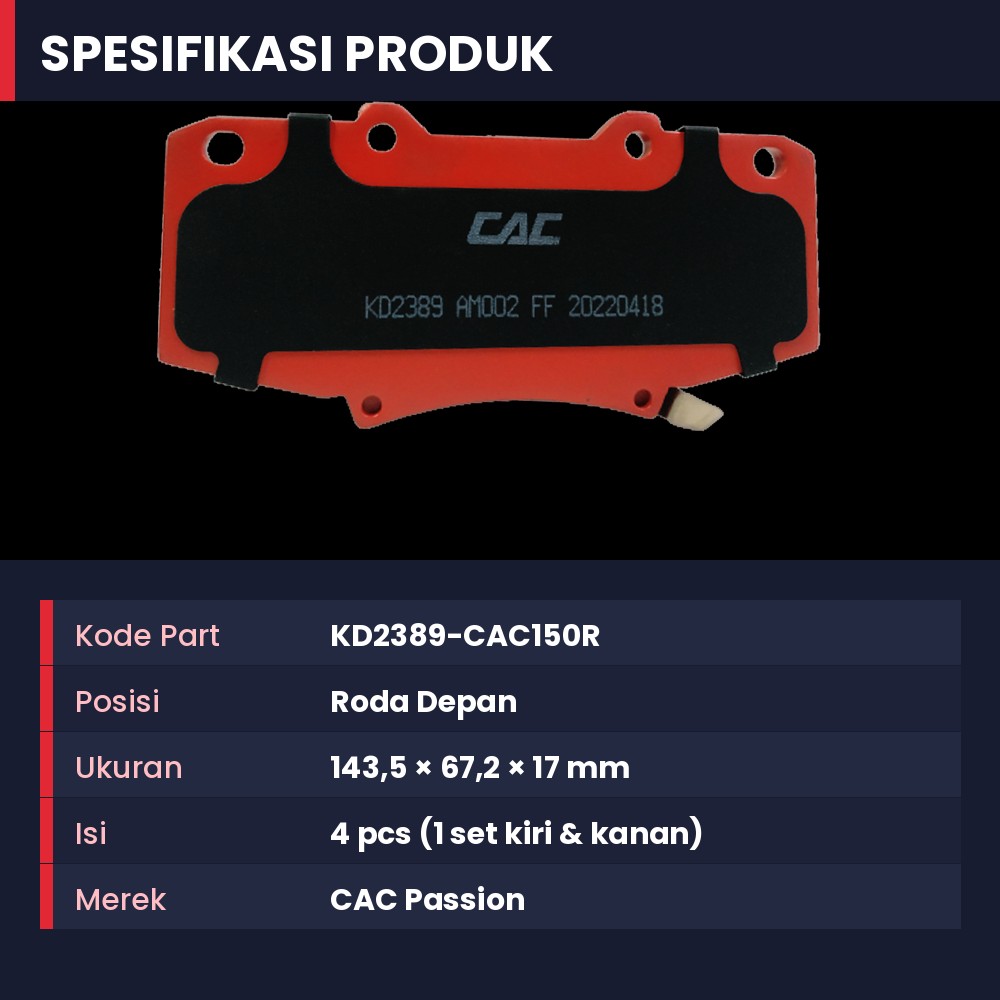 SPESIFIKASI PRODUK
CAC
KD2389 AM002 FF 20220418
Kode Part KD2389-CAC150R
Posisi Roda Depan
Ukuran 143,5 × 67,2 × 17 mm
Isi 4 pcs (1 set kiri & kanan)
Merek CAC Passion